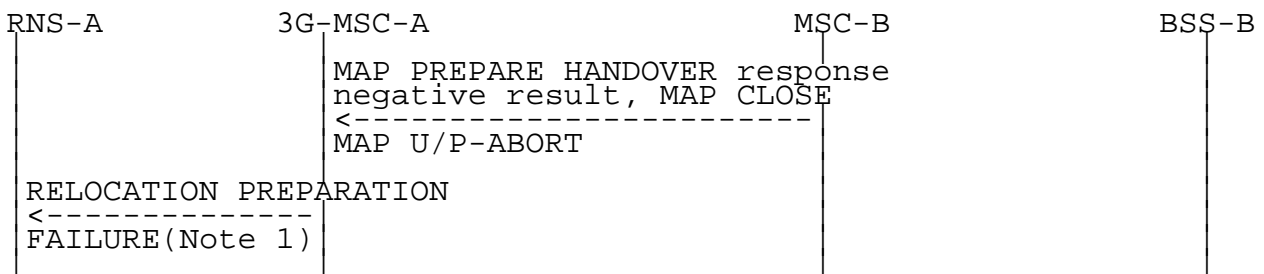 RNS-A 3G-MSC-A MSC-B BSS-B
MAP PREPARE HANDOVER response
negative result, MAP CLOSE
<-------------------------
MAP U/P-ABORT
RELOCATION PREPARATION
<--------------
FAILURE(Note 1)